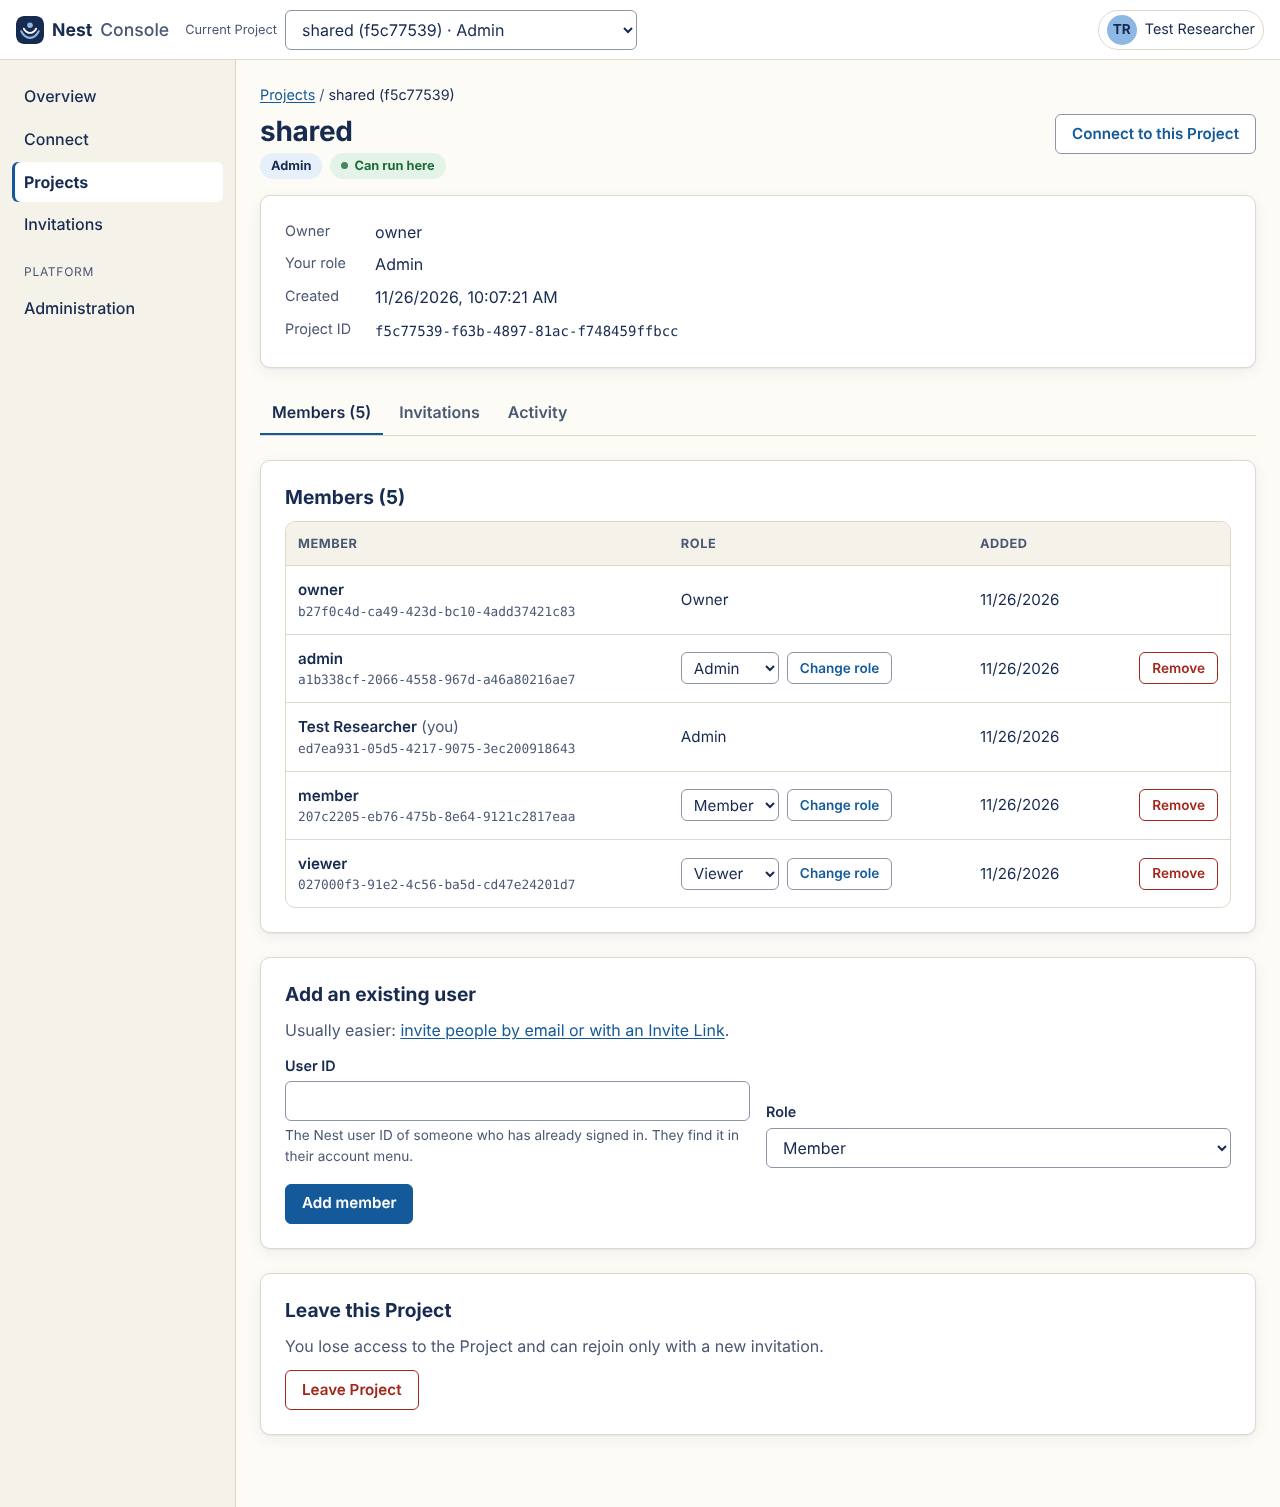 Nest Console
Current Project
shared (f5c77539) · Admin
TR
Test Researcher
Overview
Connect
Projects
Invitations
PLATFORM
Administration
Projects / shared (f5c77539)
shared
Connect to this Project
Admin
Can run here
Owner owner
Your role Admin
Created 11/26/2026, 10:07:21 AM
Project ID f5c77539-f63b-4897-81ac-f748459ffbcc
Members (5) Invitations Activity
Members (5)
MEMBER ROLE ADDED
owner
b27f0c4d-ca49-423d-bc10-4add37421c83
Owner 11/26/2026
admin
a1b338cf-2066-4558-967d-a46a80216ae7
Admin Change role 11/26/2026 Remove
Test Researcher (you)
ed7ea931-05d5-4217-9075-3ec200918643
Admin 11/26/2026
member
207c2205-eb76-475b-8e64-9121c2817eaa
Member Change role 11/26/2026 Remove
viewer
027000f3-91e2-4c56-ba5d-cd47e24201d7
Viewer Change role 11/26/2026 Remove
Add an existing user
Usually easier: invite people by email or with an Invite Link.
User ID
The Nest user ID of someone who has already signed in. They find it in
their account menu.
Role
Member
Add member
Leave this Project
You lose access to the Project and can rejoin only with a new invitation.
Leave Project